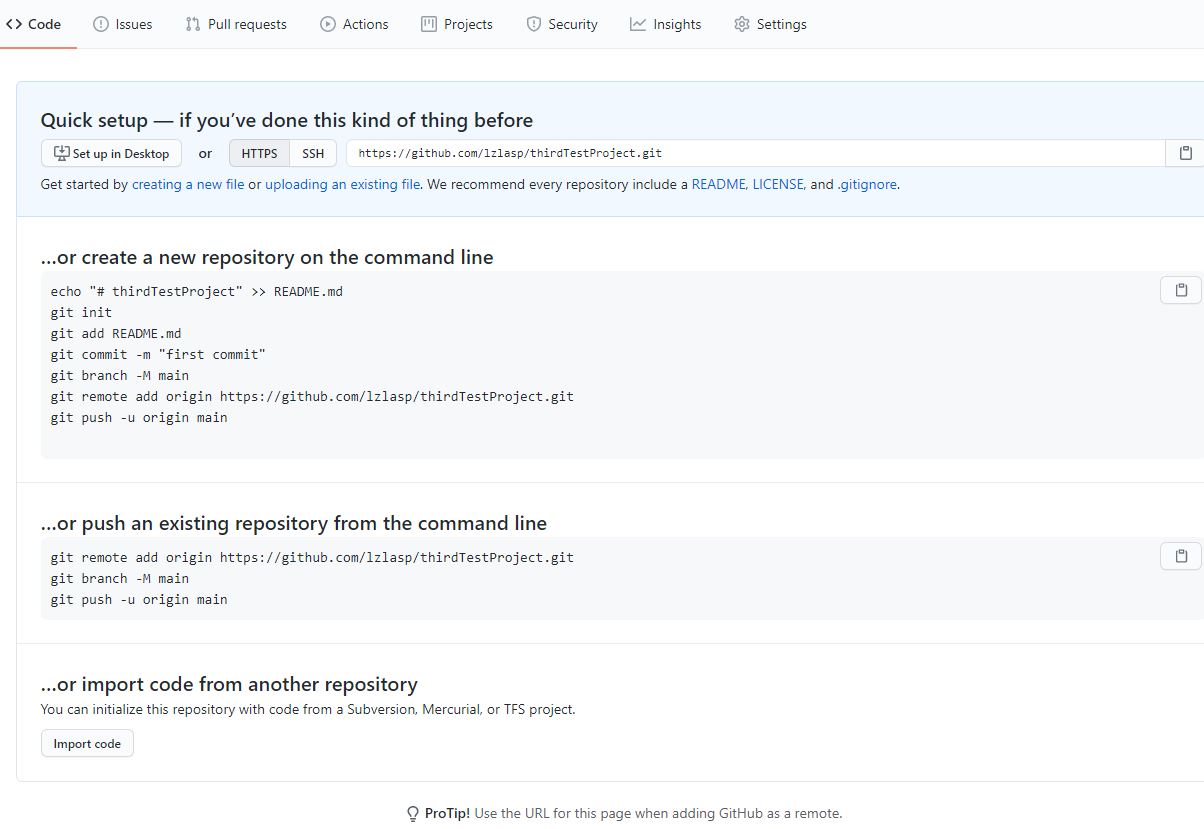 <> Code Issues Pull requests Actions Projects Security Insights Settings
Quick setup — if you’ve done this kind of thing before
Set up in Desktop or HTTPS SSH https://github.com/lzlasp/thirdTestProject.git
Get started by creating a new file or uploading an existing file. We recommend every repository include a README, LICENSE, and .gitignore.
…or create a new repository on the command line
echo "# thirdTestProject" >> README.md
git init
git add README.md
git commit -m "first commit"
git branch -M main
git remote add origin https://github.com/lzlasp/thirdTestProject.git
git push -u origin main
…or push an existing repository from the command line
git remote add origin https://github.com/lzlasp/thirdTestProject.git
git branch -M main
git push -u origin main
…or import code from another repository
You can initialize this repository with code from a Subversion, Mercurial, or TFS project.
Import code
ProTip! Use the URL for this page when adding GitHub as a remote.